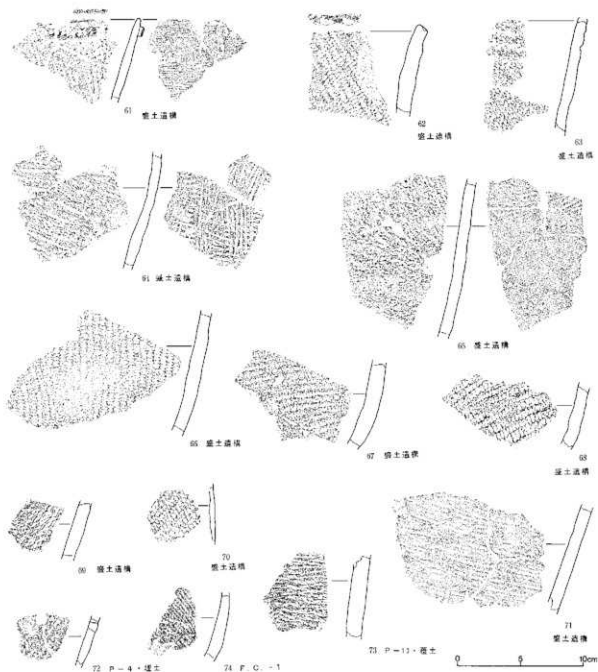 61
盛土遺構
62
盛土遺構
63
盛土遺構
64 盛土遺構
65 盛土遺構
66 盛土遺構
67 盛土遺構
68
盛土遺構
69 盛土遺構
70
盛土遺構
71
盛土遺構
72 P-4・埋土
74 F.C.-1
73 P-13・覆土
0 5 10cm